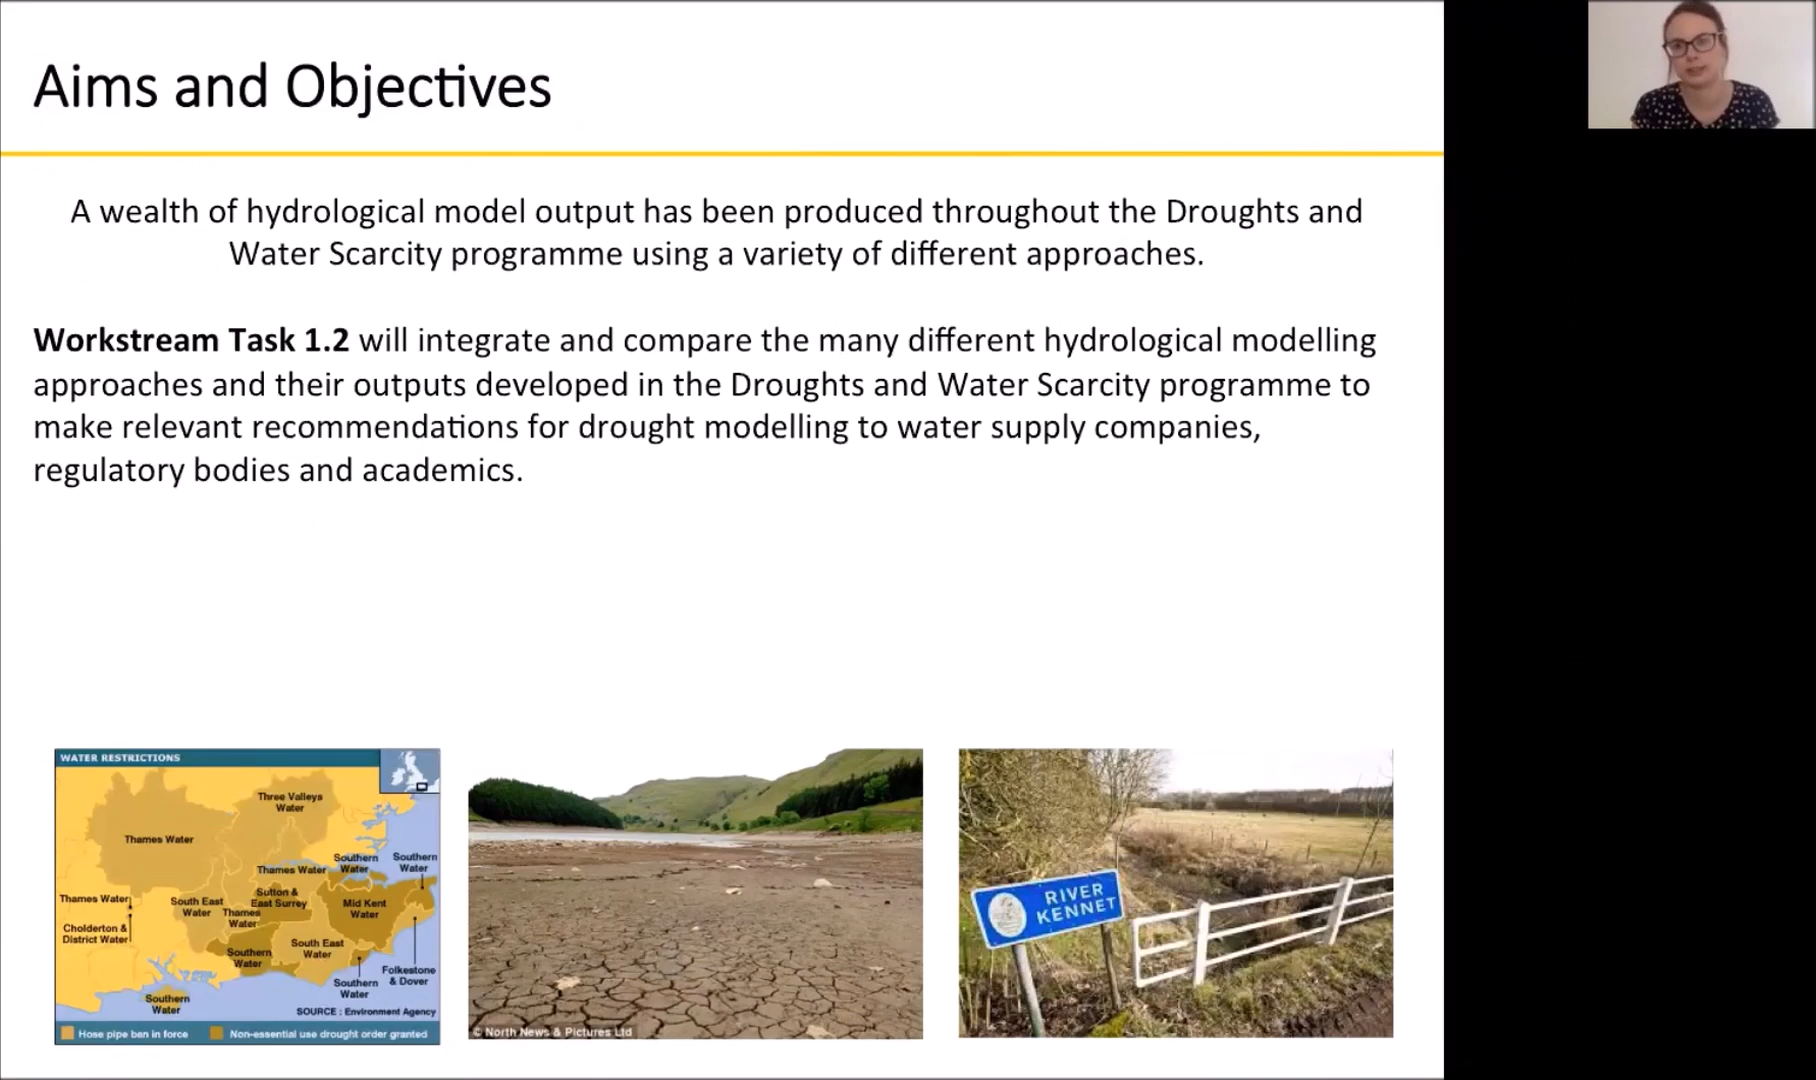 Aims and Objectives
A wealth of hydrological model output has been produced throughout the Droughts and
Water Scarcity programme using a variety of different approaches.
Workstream Task 1.2 will integrate and compare the many different hydrological modelling
approaches and their outputs developed in the Droughts and Water Scarcity programme to
make relevant recommendations for drought modelling to water supply companies,
regulatory bodies and academics.
WATER RESTRICTIONS
Three Valleys
Water
Thames Water
Southern
Water
Southern
Water
Thames Water
Thames Water
Sutton &
East Surrey
South East
Water
Thames
Water
Mid Kent
Water
Cholderton &
District Water
Southern
Water
South East
Water
Folkestone
& Dover
Southern
Water
Southern
Water
SOURCE : Environment Agency
Hose pipe ban in force
Non-essential use drought order granted
© North News & Pictures Ltd
RIVER
KENNET